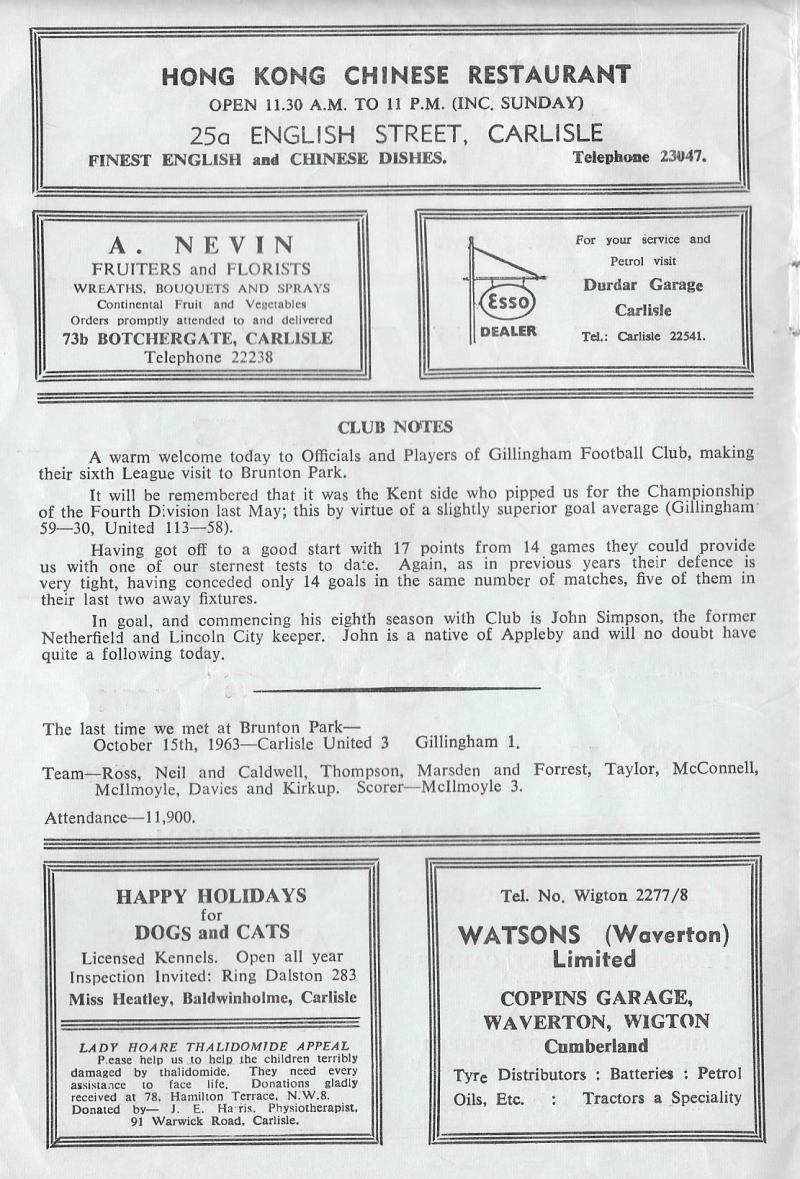 HONG KONG CHINESE RESTAURANT
OPEN 11.30 A.M. TO 11 P.M. (INC. SUNDAY)
25a ENGLISH STREET, CARLISLE
FINEST ENGLISH and CHINESE DISHES. Telephone 23047.
A. NEVIN
FRUITERS and FLORISTS
WREATHS, BOUQUETS AND SPRAYS
Continental Fruit and Vegetables
Orders promptly attended to and delivered
73b BOTCHERGATE, CARLISLE
Telephone 22238
Esso
DEALER
For your service and
Petrol visit
Durdar Garage
Carlisle
Tel.: Carlisle 22541.
CLUB NOTES
A warm welcome today to Officials and Players of Gillingham Football Club, making
their sixth League visit to Brunton Park.
It will be remembered that it was the Kent side who pipped us for the Championship
of the Fourth Division last May; this by virtue of a slightly superior goal average (Gillingham
59—30, United 113—58).
Having got off to a good start with 17 points from 14 games they could provide
us with one of our sternest tests to date. Again, as in previous years their defence is
very tight, having conceded only 14 goals in the same number of matches, five of them in
their last two away fixtures.
In goal, and commencing his eighth season with Club is John Simpson, the former
Netherfield and Lincoln City keeper. John is a native of Appleby and will no doubt have
quite a following today.
The last time we met at Brunton Park—
October 15th, 1963—Carlisle United 3 Gillingham 1.
Team—Ross, Neil and Caldwell, Thompson, Marsden and Forrest, Taylor, McConnell,
McIlmoyle, Davies and Kirkup. Scorer—McIlmoyle 3.
Attendance—11,900.
HAPPY HOLIDAYS
for
DOGS and CATS
Licensed Kennels. Open all year
Inspection Invited: Ring Dalston 283
Miss Heatley, Baldwinholme, Carlisle
LADY HOARE THALIDOMIDE APPEAL
Please help us to help the children terribly
damaged by thalidomide. They need every
assistance to face life. Donations gladly
received at 78, Hamilton Terrace, N.W.8.
Donated by— J. E. Harris. Physiotherapist,
91 Warwick Road, Carlisle.
Tel. No. Wigton 2277/8
WATSONS (Waverton)
Limited
COPPINS GARAGE,
WAVERTON, WIGTON
Cumberland
Tyre Distributors : Batteries : Petrol
Oils, Etc. : Tractors a Speciality